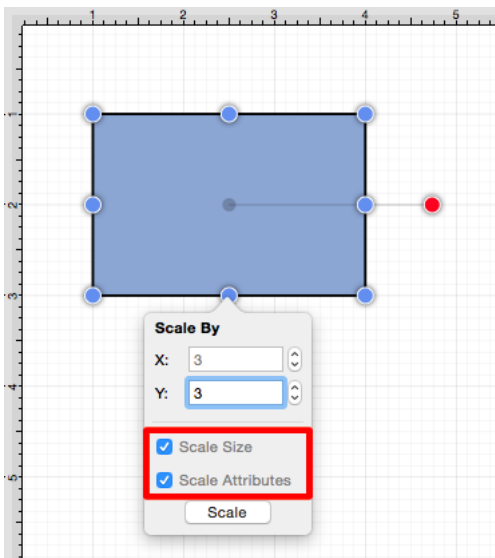 1 2 3 4 5
1
2
3
4
5
Scale By
X: 3
Y: 3
Scale Size
Scale Attributes
Scale